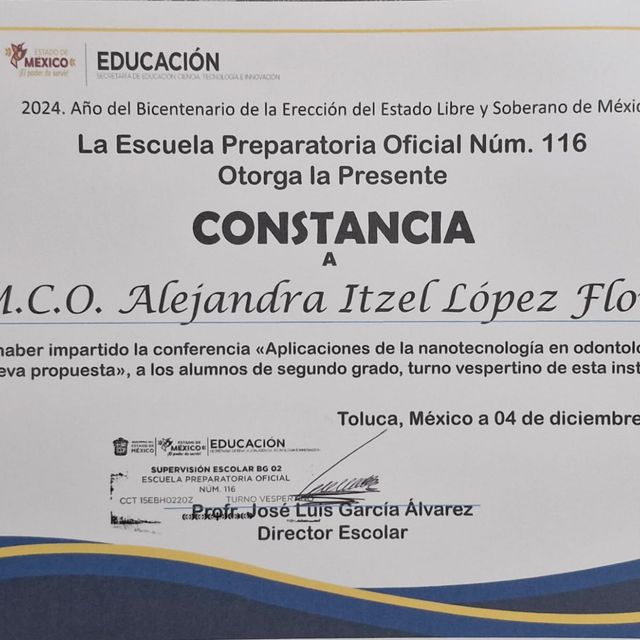 ESTADO DE
MÉXICO
¡El poder de servir!
EDUCACIÓN
SECRETARÍA DE EDUCACIÓN, CIENCIA, TECNOLOGÍA E INNOVACIÓN
2024. Año del Bicentenario de la Erección del Estado Libre y Soberano de Méxic
La Escuela Preparatoria Oficial Núm. 116
Otorga la Presente
CONSTANCIA
A
M.C.O. Alejandra Itzel López Flo
haber impartido la conferencia «Aplicaciones de la nanotecnología en odontolo
eva propuesta», a los alumnos de segundo grado, turno vespertino de esta inst
Toluca, México a 04 de diciembre
ESTADO DE
MÉXICO
EDUCACIÓN
SUPERVISIÓN ESCOLAR BG 02
ESCUELA PREPARATORIA OFICIAL
NÚM. 116
CCT 15EBH0220Z TURNO VESPERTINO
Profr. José Luis García Álvarez
Director Escolar